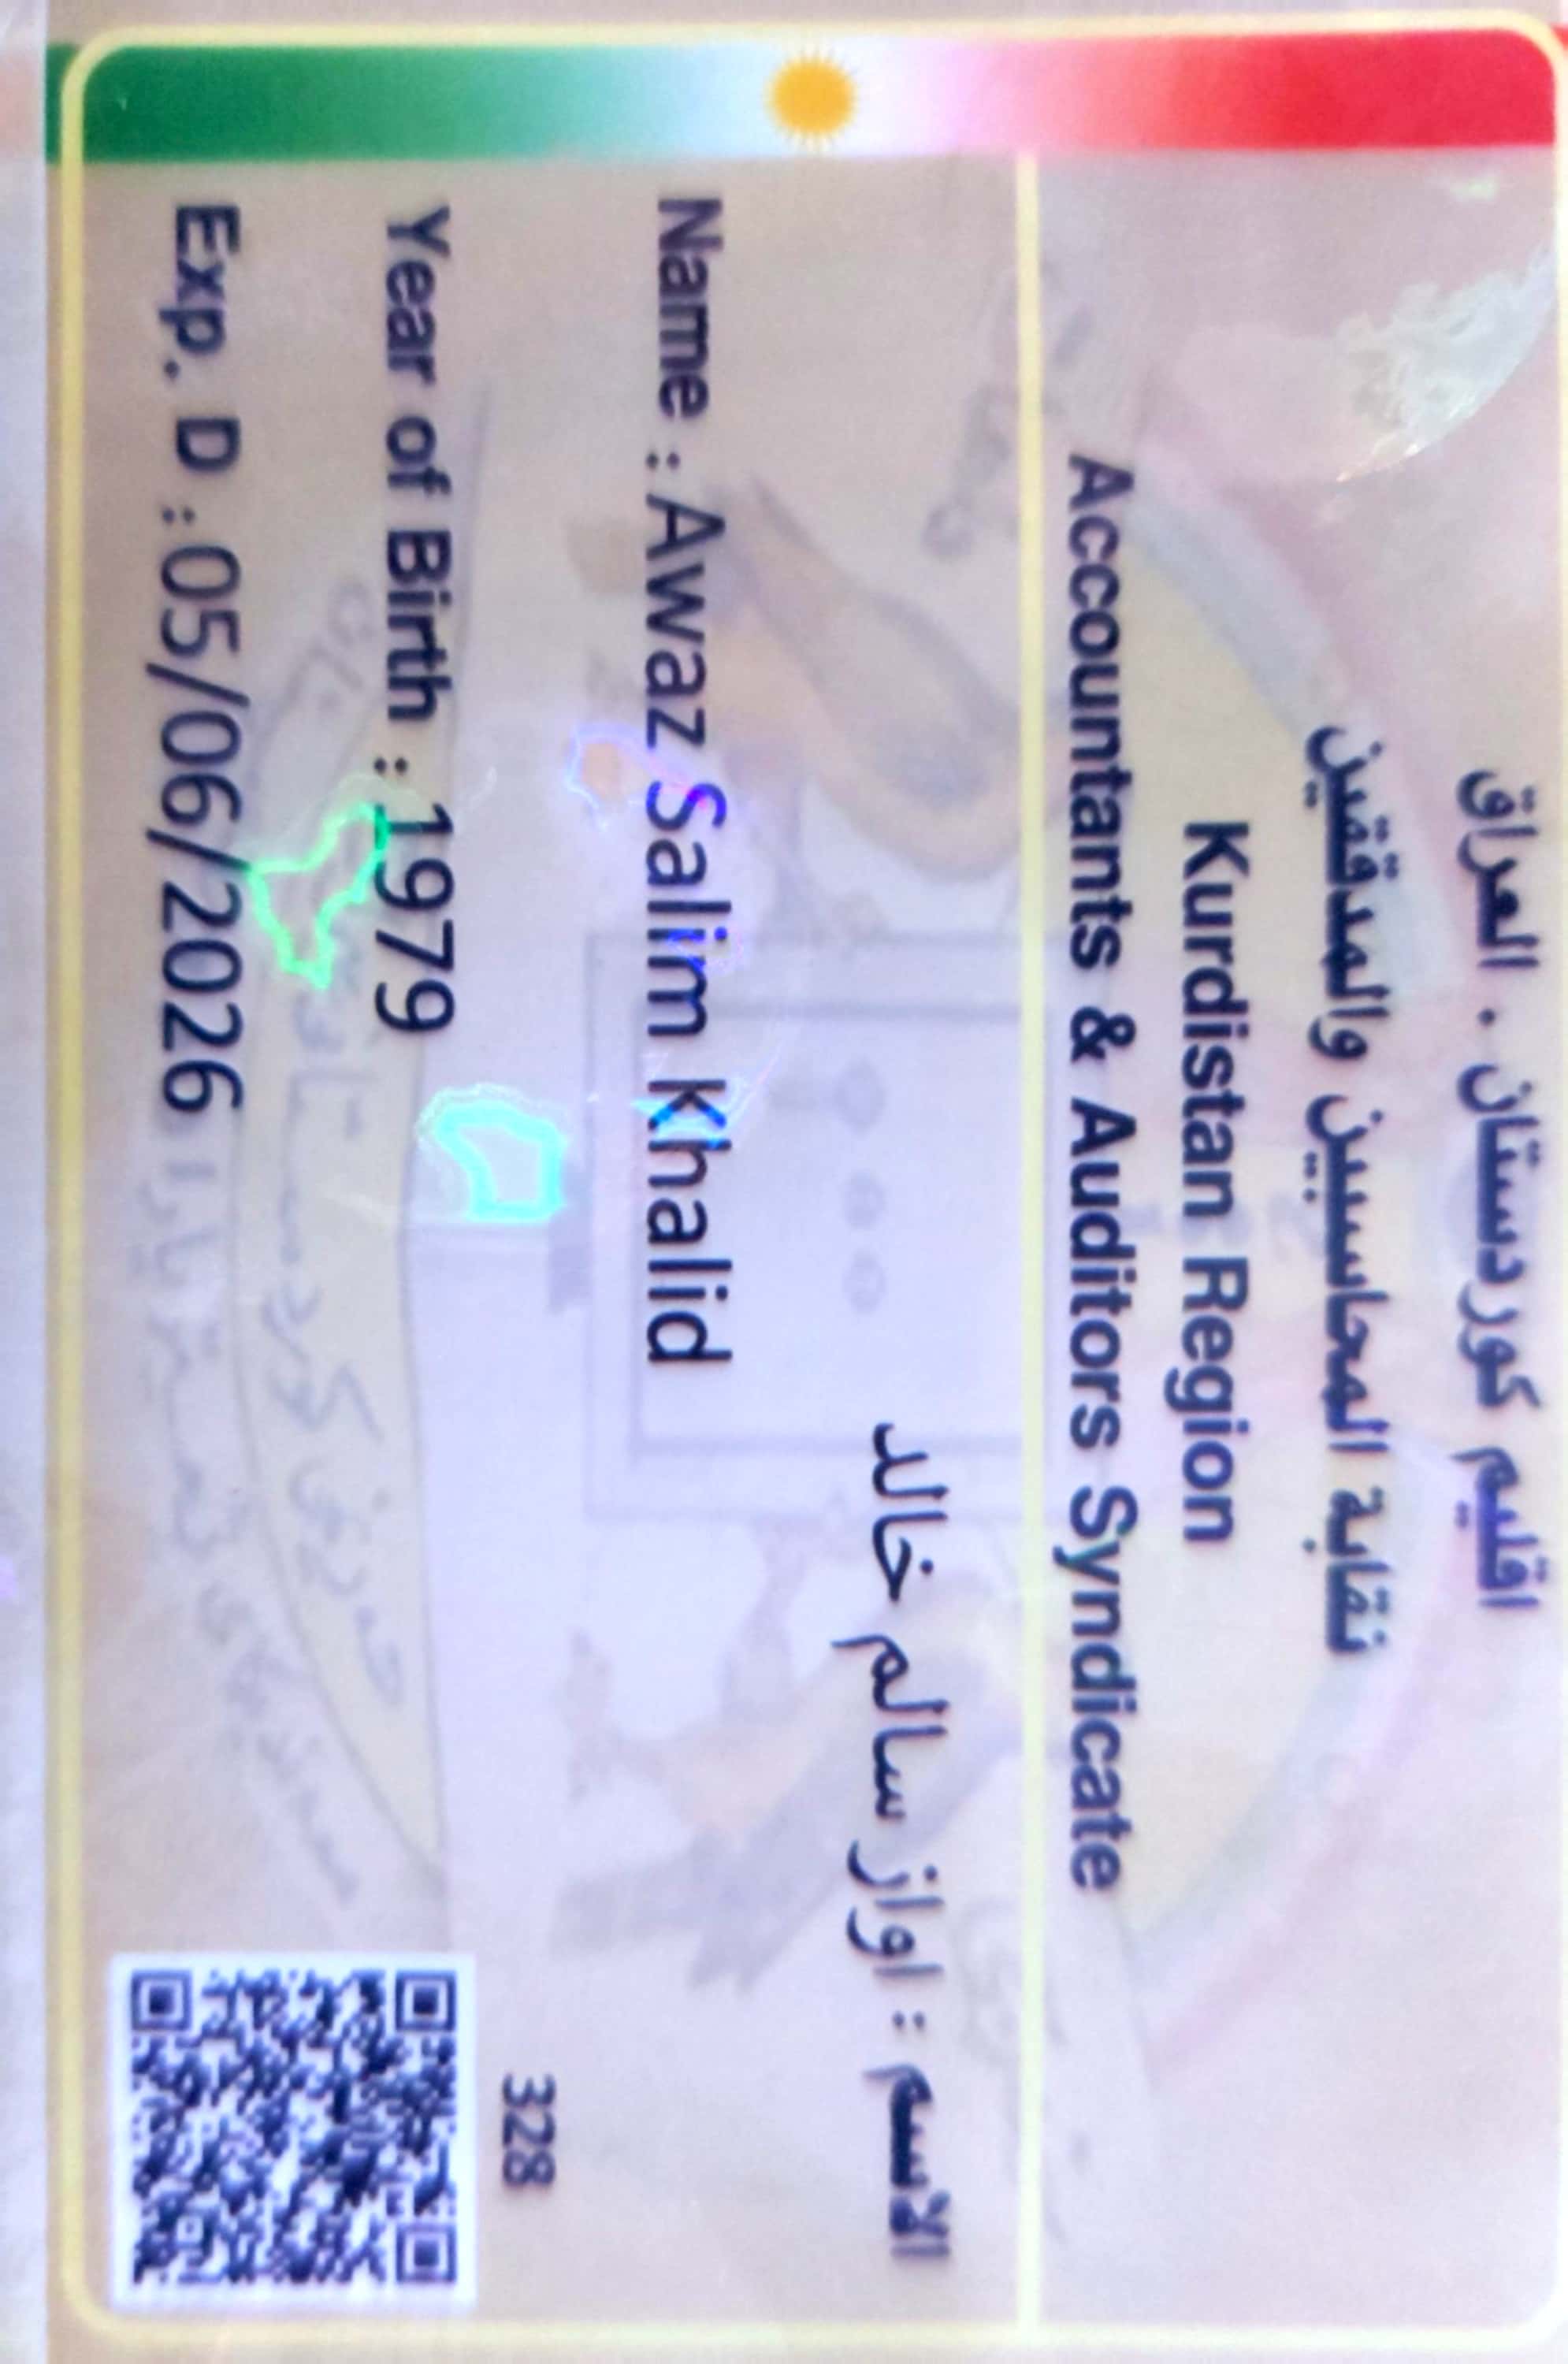 اقليم كوردستان . العراق
نقابة المحاسبيين والمدققين
Kurdistan Region
Accountants & Auditors Syndicate
الاسم : اواز سالم خالد
Name : Awaz Salim Khalid
328
Year of Birth : 1979
Exp. D : 05/06/2026